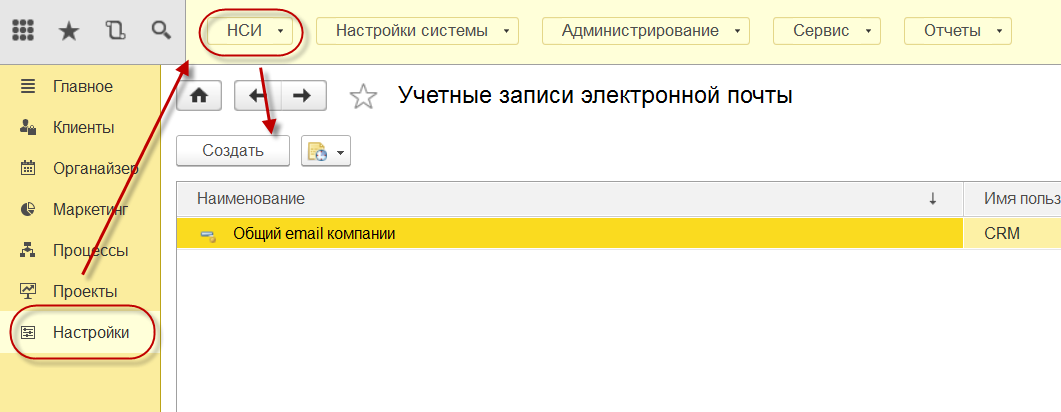 НСИ Настройки системы Администрирование Сервис Отчеты
Главное
Клиенты
Органайзер
Маркетинг
Процессы
Проекты
Настройки
Учетные записи электронной почты
Создать
Наименование Имя польз
Общий email компании CRM